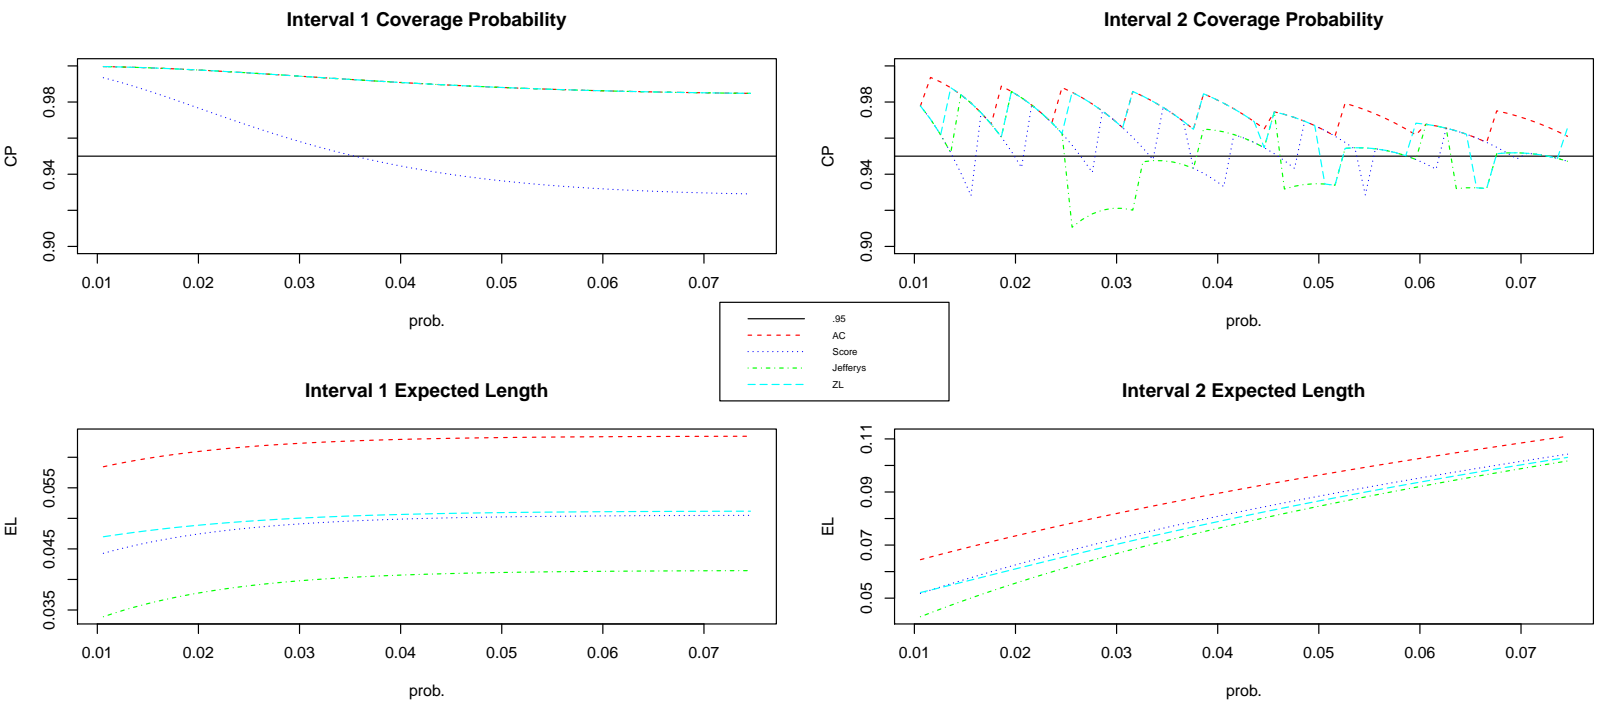 Interval 1 Coverage Probability
CP
0.90
0.94
0.98
0.01 0.02 0.03 0.04 0.05 0.06 0.07
prob.
Interval 2 Coverage Probability
CP
0.90
0.94
0.98
0.01 0.02 0.03 0.04 0.05 0.06 0.07
prob.
.95
AC
Score
Jefferys
ZL
Interval 1 Expected Length
EL
0.035
0.045
0.055
0.01 0.02 0.03 0.04 0.05 0.06 0.07
prob.
Interval 2 Expected Length
EL
0.05
0.07
0.09
0.11
0.01 0.02 0.03 0.04 0.05 0.06 0.07
prob.